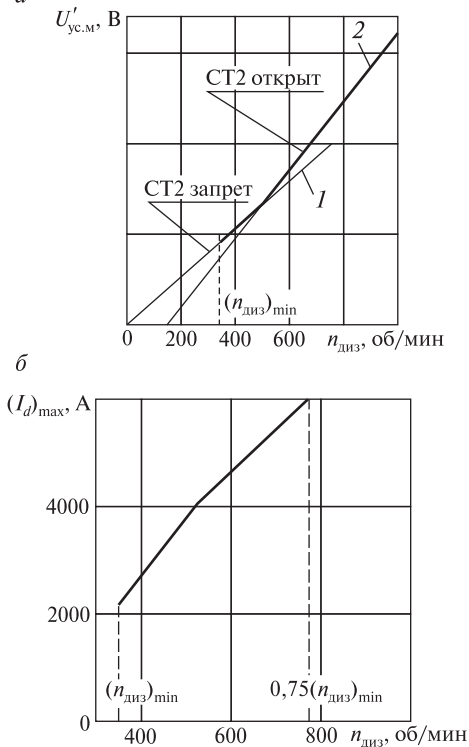 U′ус.м, В
2
СТ2 открыт
СТ2 запрет
1
(nдиз)min
0 200 400 600 nдиз, об/мин
б
(Id)max, А
4000
2000
(nдиз)min 0,75(nдиз)min
0
400 600 800 nдиз, об/мин